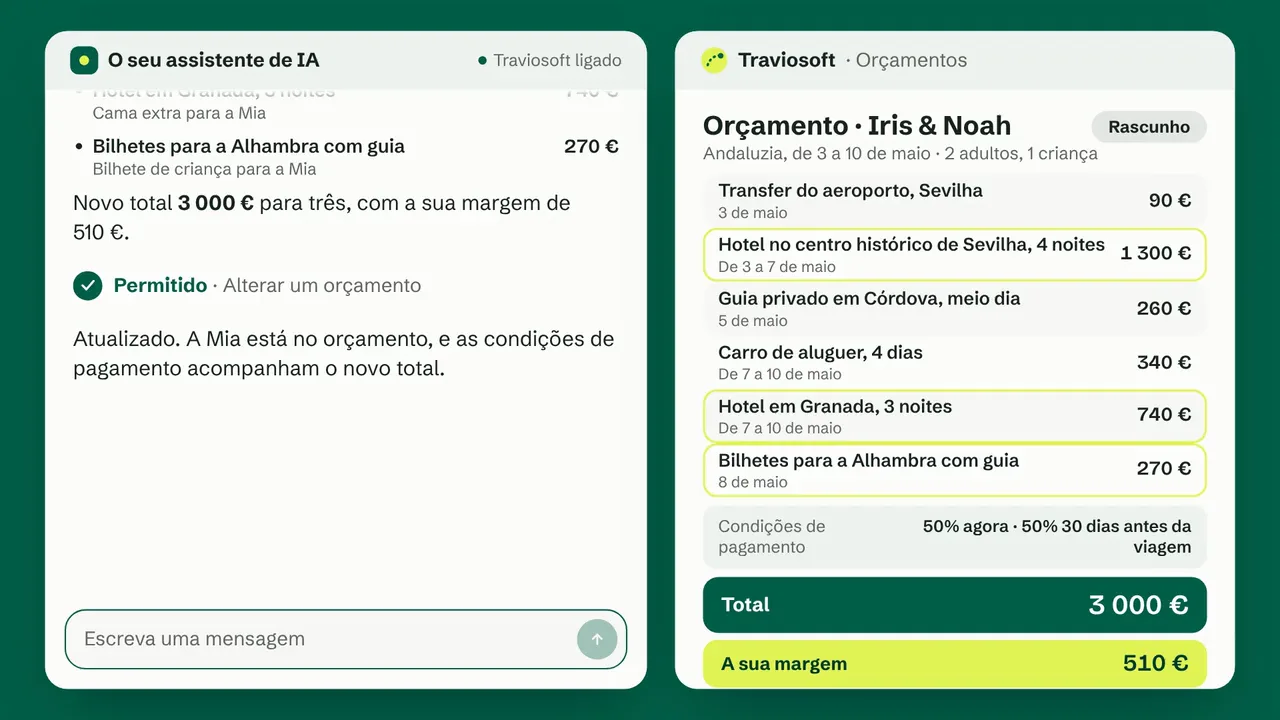 O seu assistente de IA
Traviosoft ligado
Cama extra para a Mia
• Bilhetes para a Alhambra com guia 270 €
Bilhete de criança para a Mia
Novo total 3 000 € para três, com a sua margem de
510 €.
Permitido · Alterar um orçamento
Atualizado. A Mia está no orçamento, e as condições de
pagamento acompanham o novo total.
Escreva uma mensagem
Traviosoft · Orçamentos
Orçamento · Iris & Noah
Rascunho
Andaluzia, de 3 a 10 de maio · 2 adultos, 1 criança
Transfer do aeroporto, Sevilha 90 €
3 de maio
Hotel no centro histórico de Sevilha, 4 noites 1 300 €
De 3 a 7 de maio
Guia privado em Córdova, meio dia 260 €
5 de maio
Carro de aluguer, 4 dias 340 €
De 7 a 10 de maio
Hotel em Granada, 3 noites 740 €
De 7 a 10 de maio
Bilhetes para a Alhambra com guia 270 €
8 de maio
Condições de
pagamento
50% agora · 50% 30 dias antes da
viagem
Total 3 000 €
A sua margem 510 €